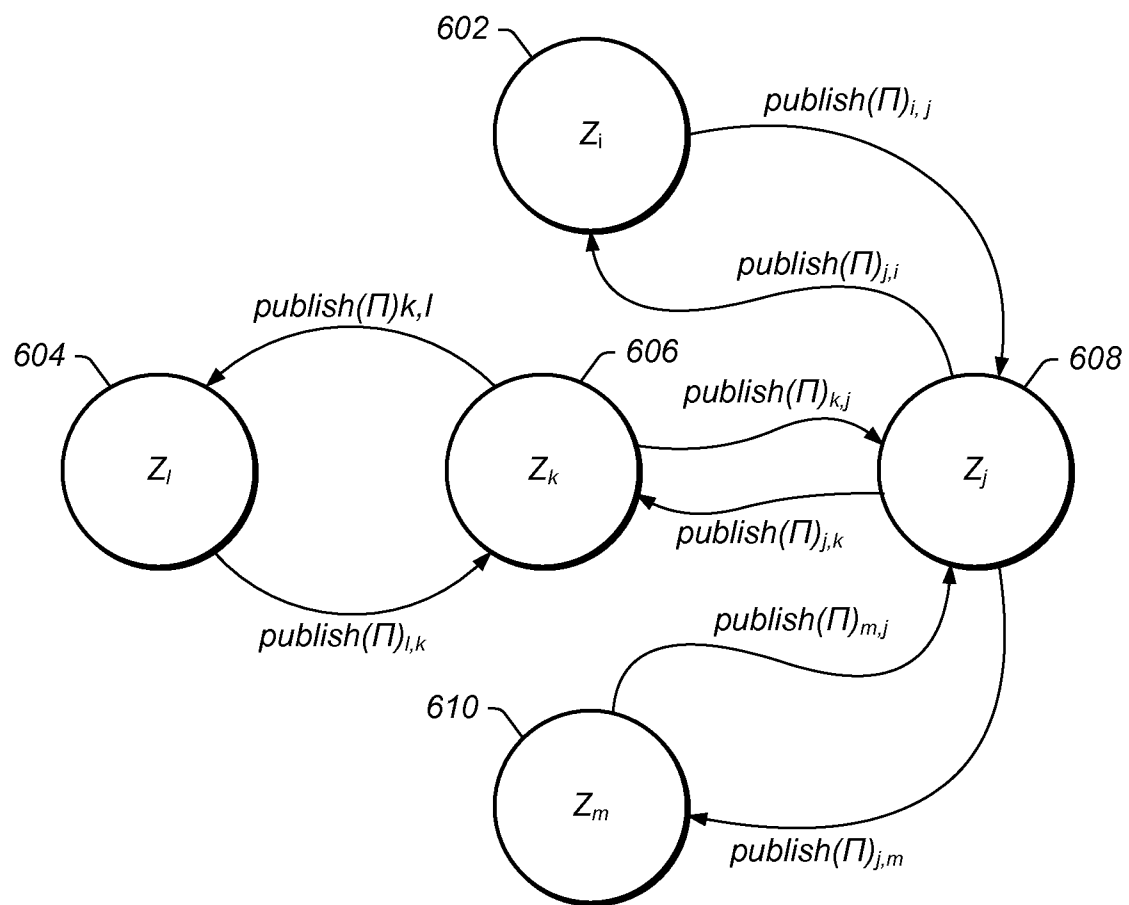 602
publish(Π)i, j
Zi
publish(Π)j,i
publish(Π)k,l
604
606
608
publish(Π)k,j
Zl
Zk
Zj
publish(Π)j,k
publish(Π)m,j
publish(Π)l,k
610
Zm
publish(Π)j,m